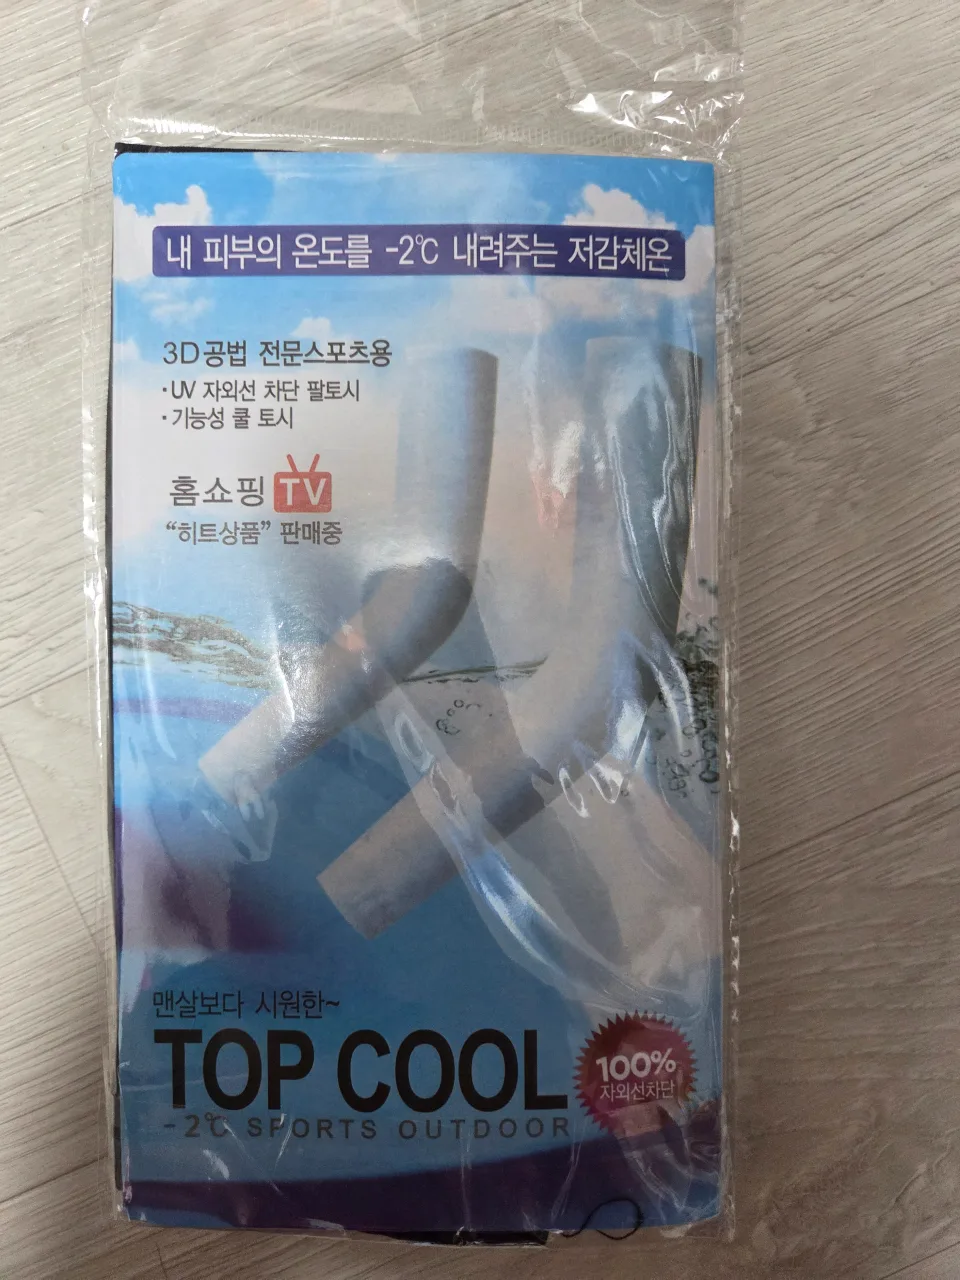 내 피부의 온도를 -2℃ 내려주는 저감체온
3D공법 전문스포츠용
·UV 자외선 차단 팔토시
·기능성 쿨 토시
홈쇼핑 TV
“히트상품” 판매중
맨살보다 시원한~
TOP COOL
100%
자외선차단
-2℃ SPORTS OUTDOOR